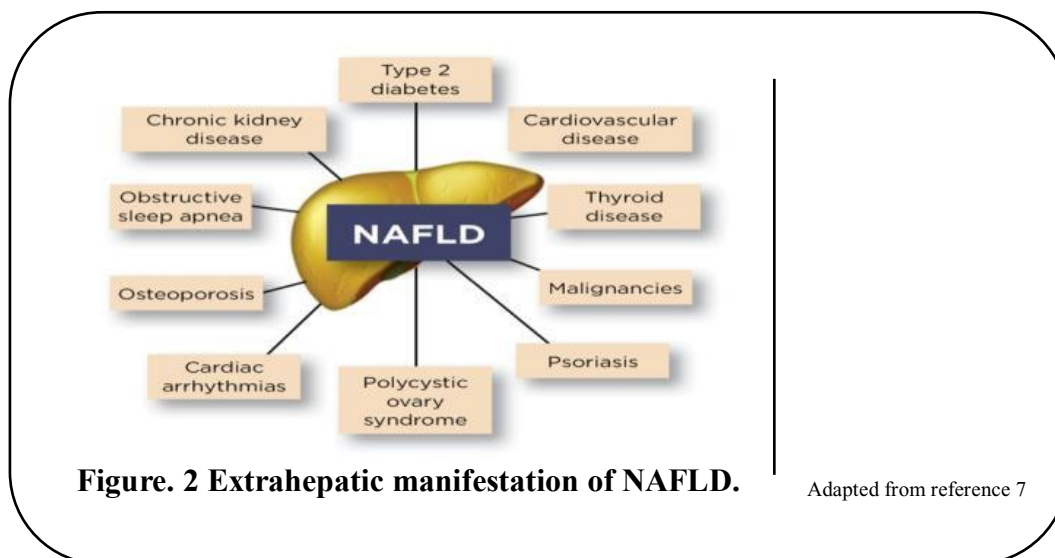 Type 2
diabetes
Chronic kidney
disease
Cardiovascular
disease
Obstructive
sleep apnea
Thyroid
disease
NAFLD
Osteoporosis
Malignancies
Cardiac
arrhythmias
Polycystic
ovary
syndrome
Psoriasis
Figure. 2 Extrahepatic manifestation of NAFLD.
Adapted from reference 7